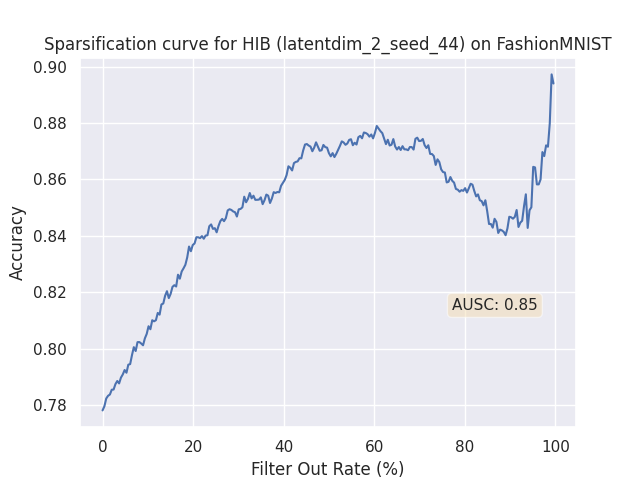 Sparsification curve for HIB (latentdim_2_seed_44) on FashionMNIST
0.90
0.88
0.86
0.84
0.82
0.80
0.78
Accuracy
AUSC: 0.85
0 20 40 60 80 100
Filter Out Rate (%)